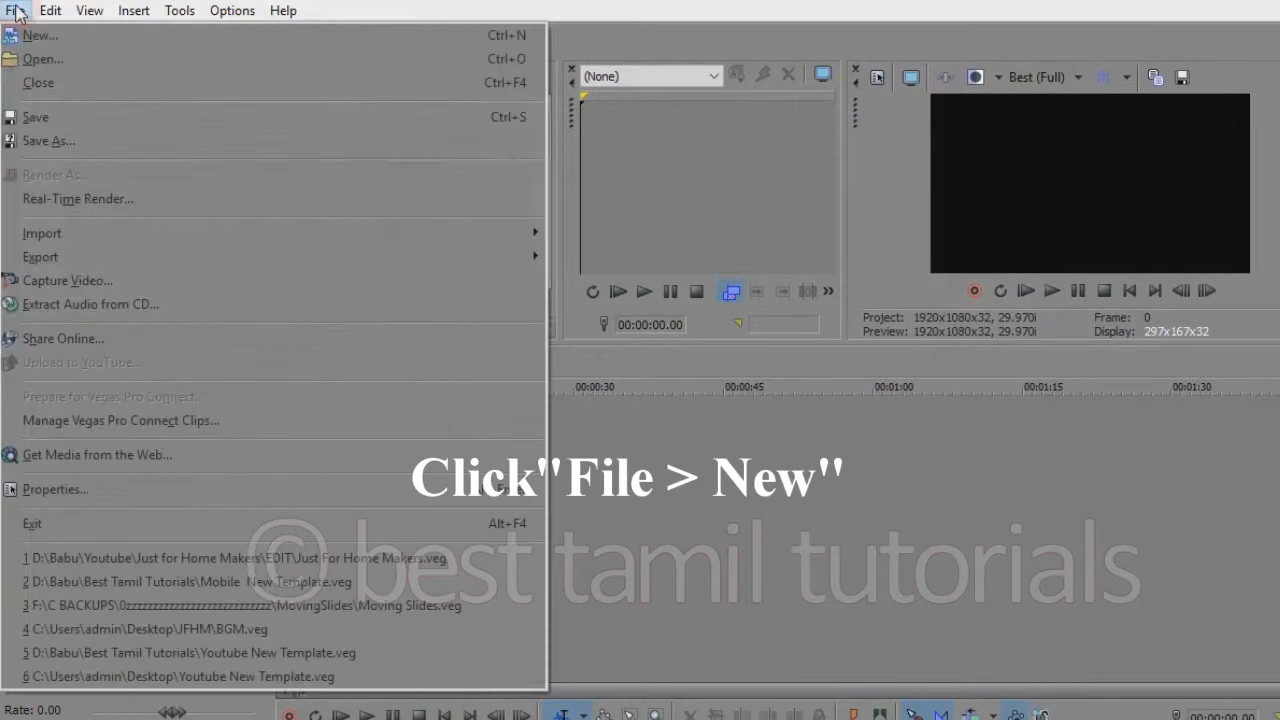 File Edit View Insert Tools Options Help
New... Ctrl+N
Open... Ctrl+O
Close Ctrl+F4
Save Ctrl+S
Save As...
Render As...
Real-Time Render...
Import
Export
Capture Video...
Extract Audio from CD...
Share Online...
Upload to YouTube...
Prepare for Vegas Pro Connect...
Manage Vegas Pro Connect Clips...
Get Media from the Web...
Properties...
Exit Alt+F4
1 D:\Babu\Youtube\Just for Home Makers\EDIT\Just For Home Makers.veg
2 D:\Babu\Best Tamil Tutorials\Mobile New Template.veg
3 F:\C BACKUPS\0zzzzzzzzzzzzzzzzzzzzzzzzzzz\MovingSlides\Moving Slides.veg
4 C:\Users\admin\Desktop\JFHM\BGM.veg
5 D:\Babu\Best Tamil Tutorials\Youtube New Template.veg
6 C:\Users\admin\Desktop\Youtube New Template.veg
(None)
00:00:00.00
Best (Full)
Project: 1920x1080x32, 29.970i Frame: 0
Preview: 1920x1080x32, 29.970i Display: 297x167x32
00:00:30 00:00:45 00:01:00 00:01:15 00:01:30
Click"File > New"
© best tamil tutorials
Rate: 0.00
00:00:00.00